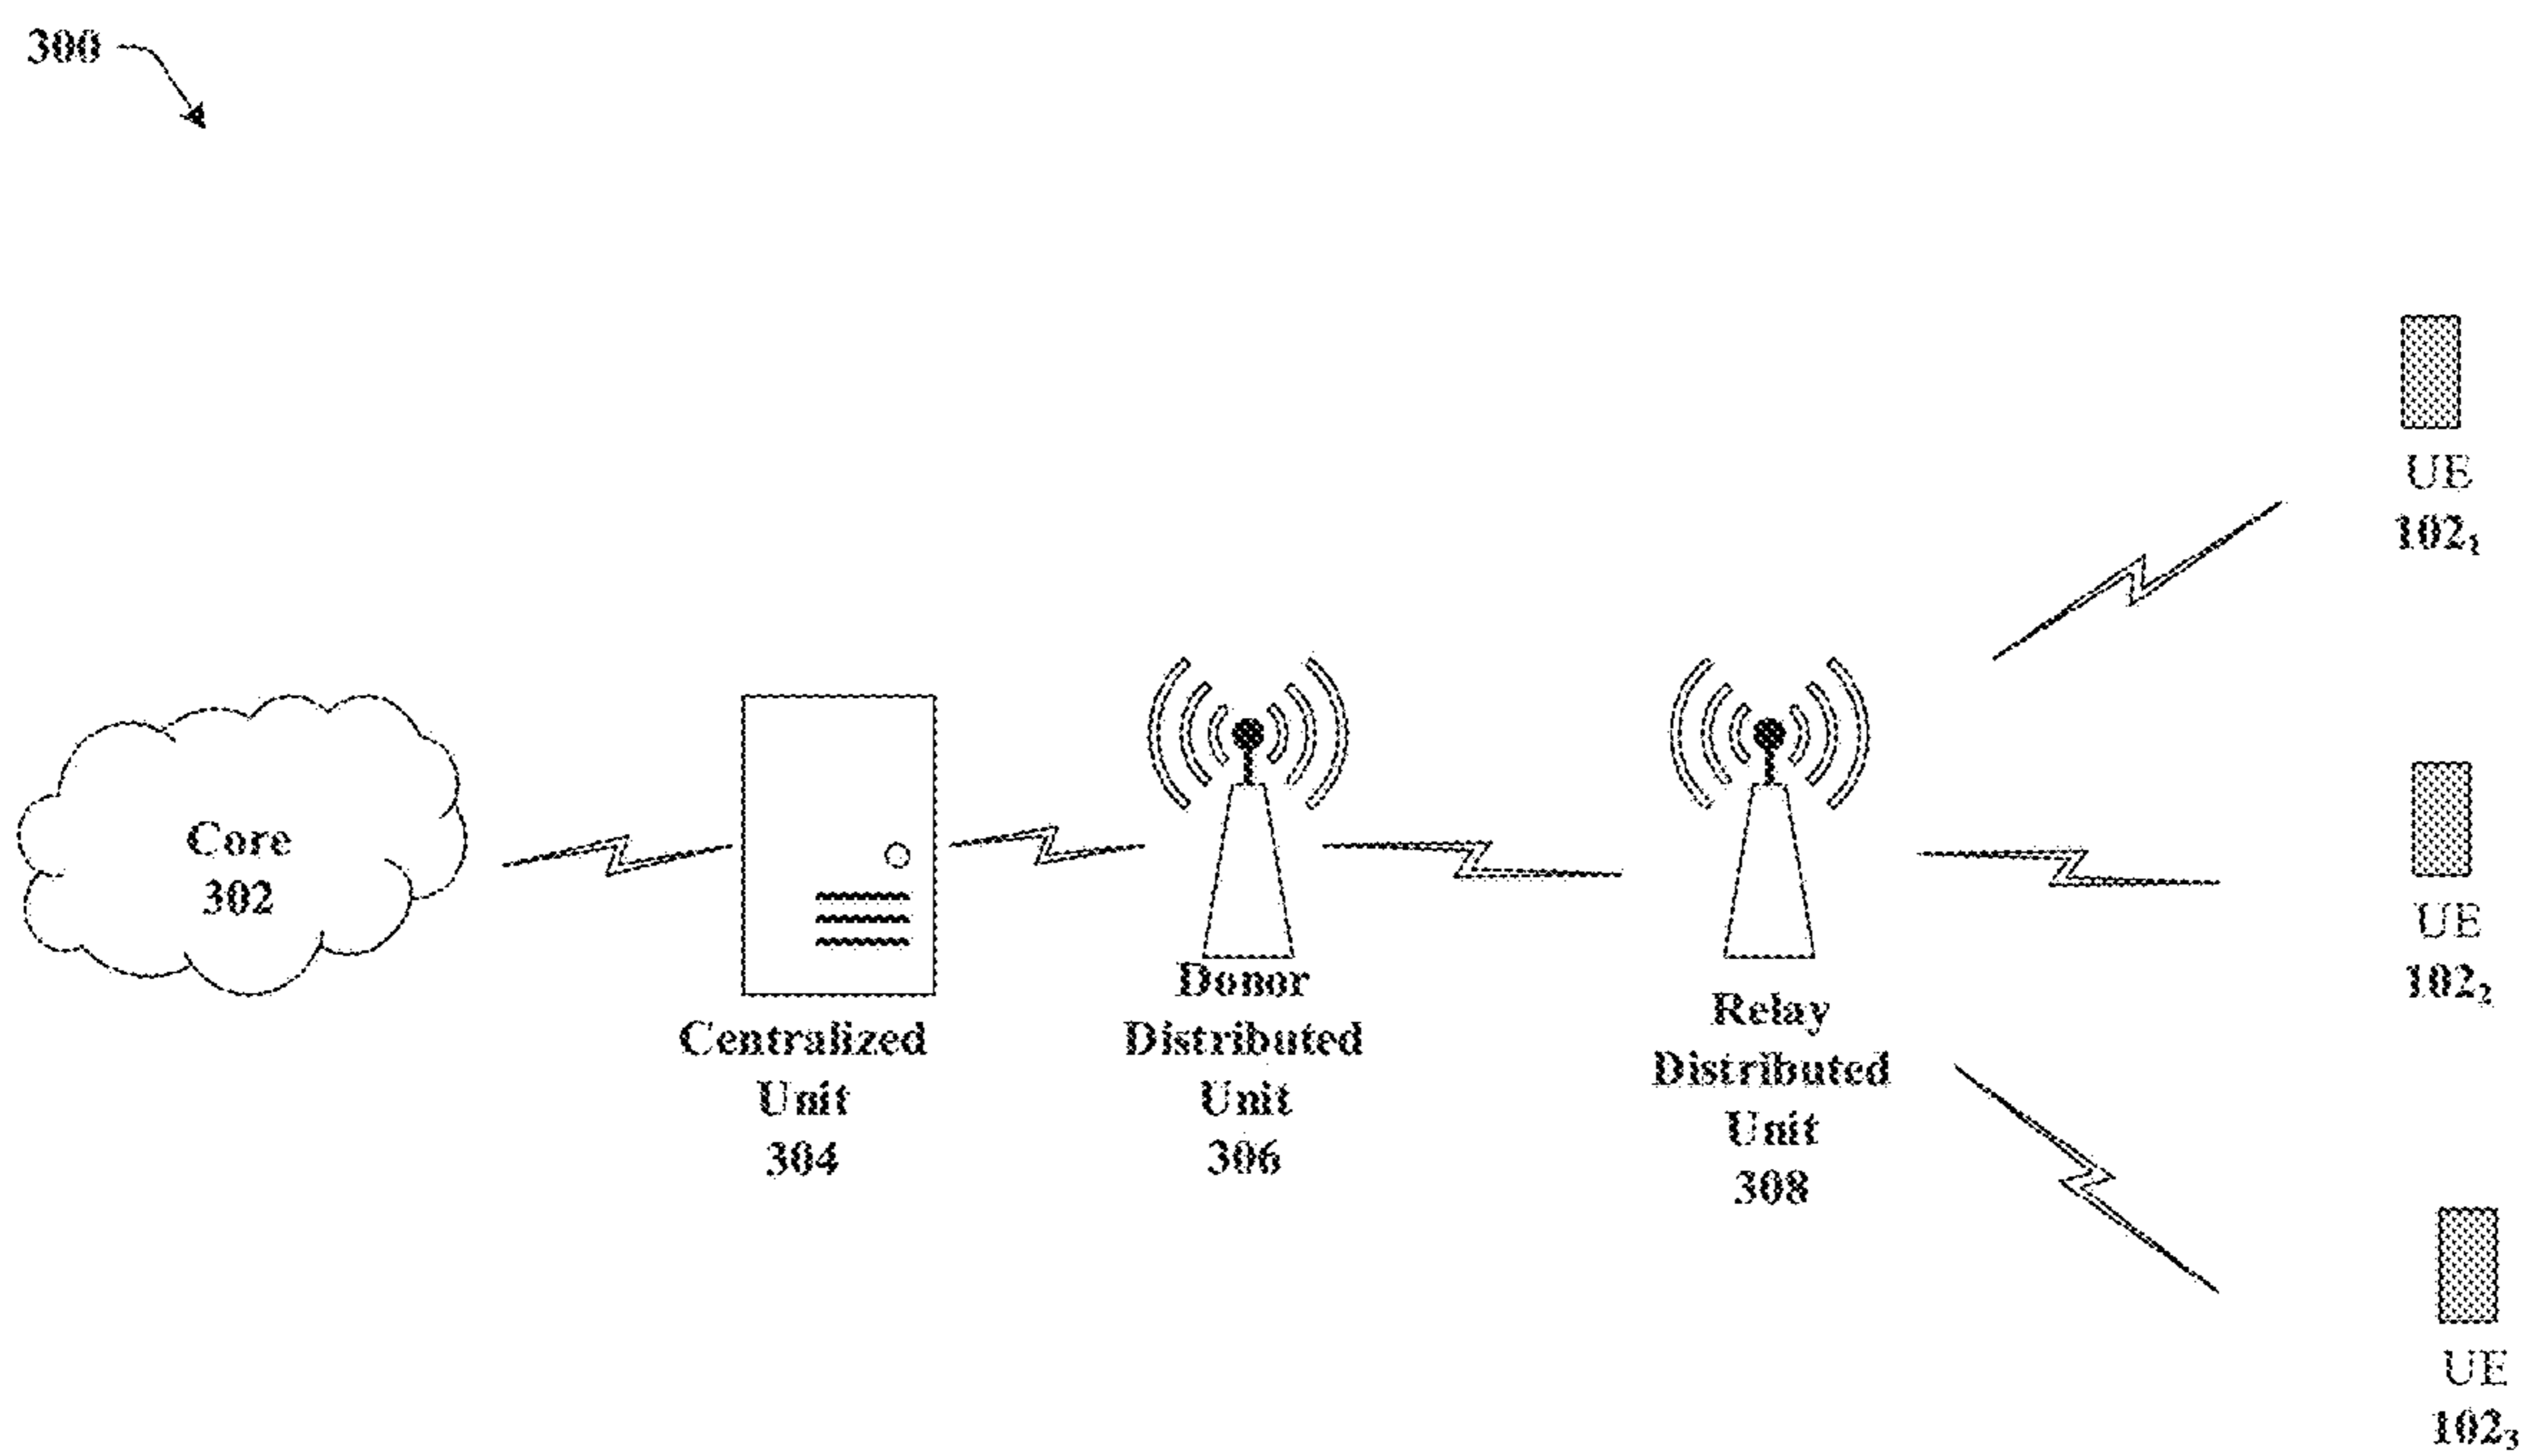 300
Core
302
Centralized
Unit
304
Donor
Distributed
Unit
306
Relay
Distributed
Unit
308
UE
102₁
UE
102₂
UE
102₃